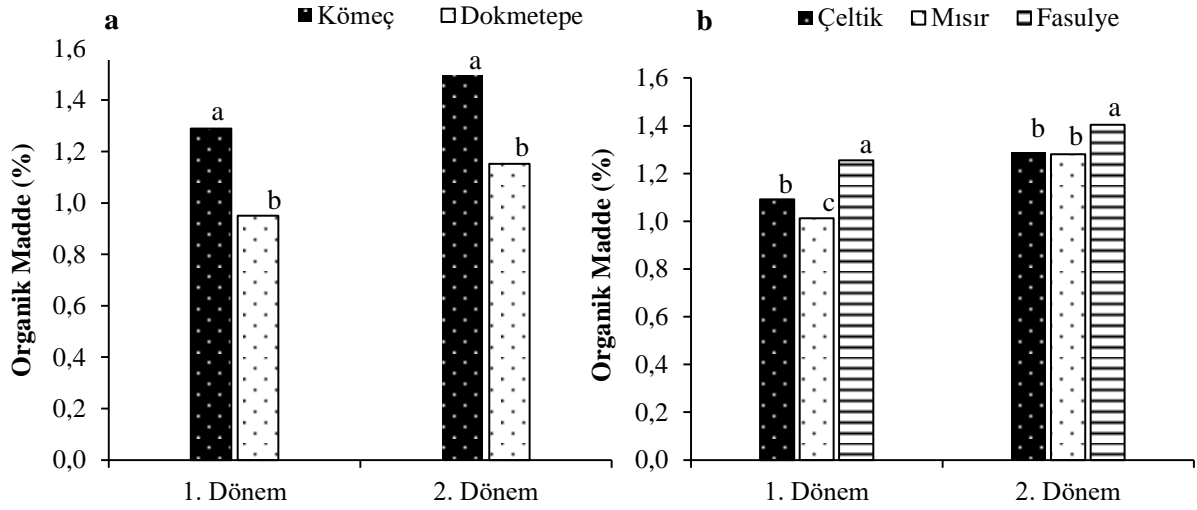 a
Kömeç Dokmetepe
Organik Madde (%)
1,6
1,4
1,2
1,0
0,8
0,6
0,4
0,2
0,0
a
b
a
b
1. Dönem 2. Dönem
b
Çeltik Mısır Fasulye
Organik Madde (%)
1,6
1,4
1,2
1,0
0,8
0,6
0,4
0,2
0,0
b
c
a
b
b
a
1. Dönem 2. Dönem